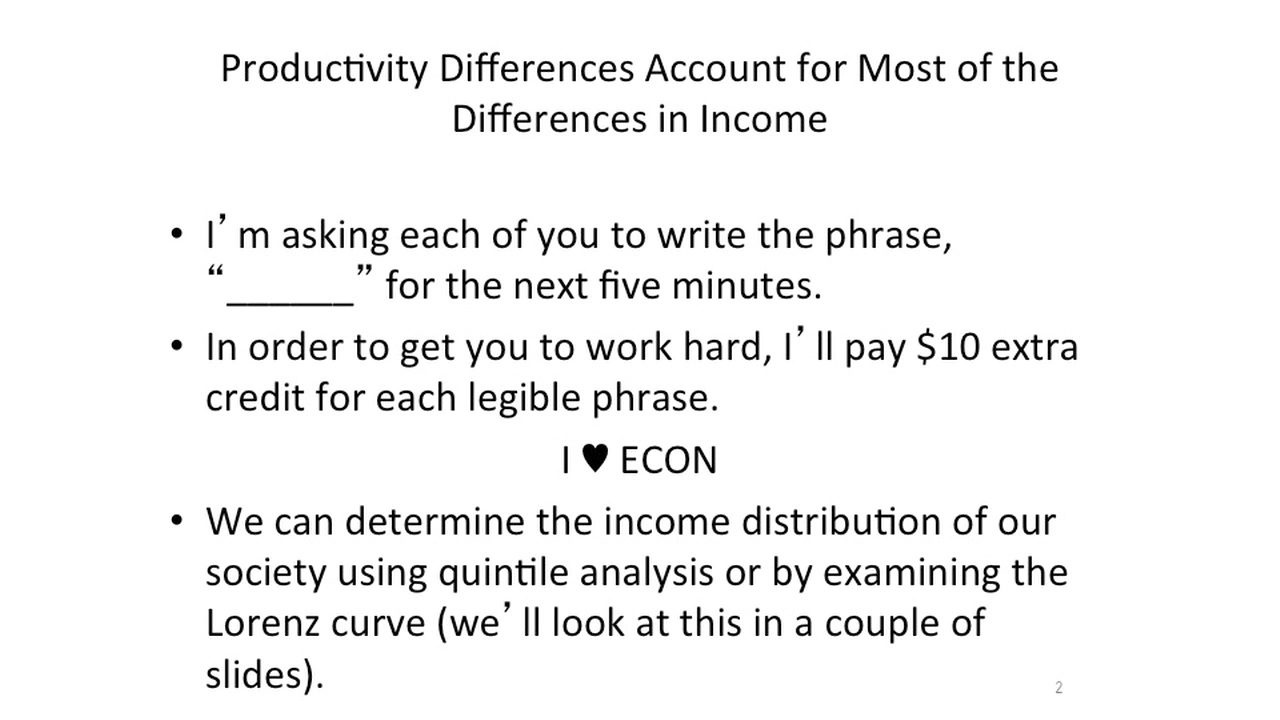 Productivity Differences Account for Most of the
Differences in Income
• I’m asking each of you to write the phrase,
“______” for the next five minutes.
• In order to get you to work hard, I’ll pay $10 extra
credit for each legible phrase.
I ♥ ECON
• We can determine the income distribution of our
society using quintile analysis or by examining the
Lorenz curve (we’ll look at this in a couple of
slides).
2